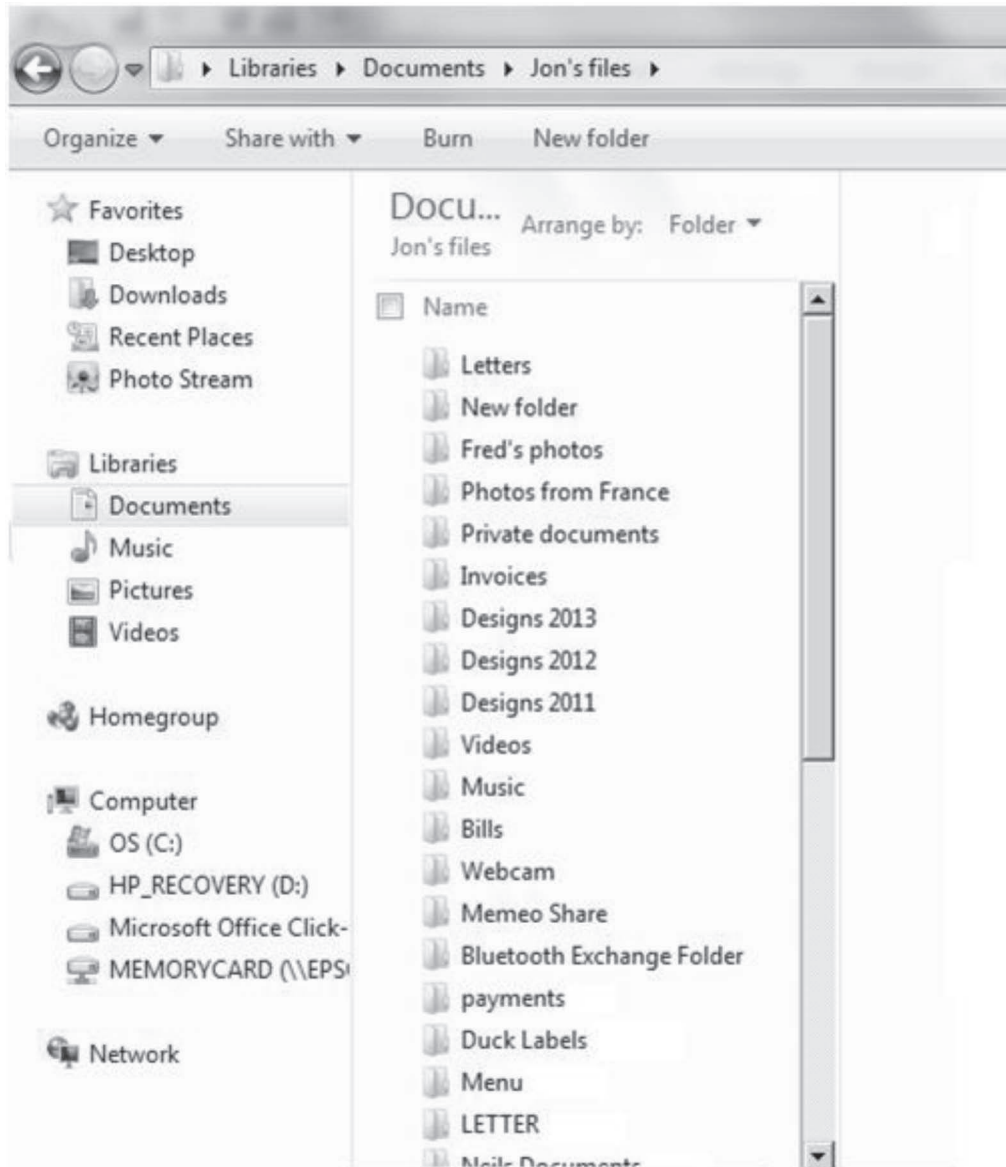 Libraries Documents Jon's files
Organize Share with Burn New folder
Favorites
Desktop
Downloads
Recent Places
Photo Stream
Libraries
Documents
Music
Pictures
Videos
Homegroup
Computer
OS (C:)
HP_RECOVERY (D:)
Microsoft Office Click-
MEMORYCARD (\\EPS
Network
Docu...
Jon's files
Arrange by: Folder
Name
Letters
New folder
Fred's photos
Photos from France
Private documents
Invoices
Designs 2013
Designs 2012
Designs 2011
Videos
Music
Bills
Webcam
Memeo Share
Bluetooth Exchange Folder
payments
Duck Labels
Menu
LETTER
Neils Documents